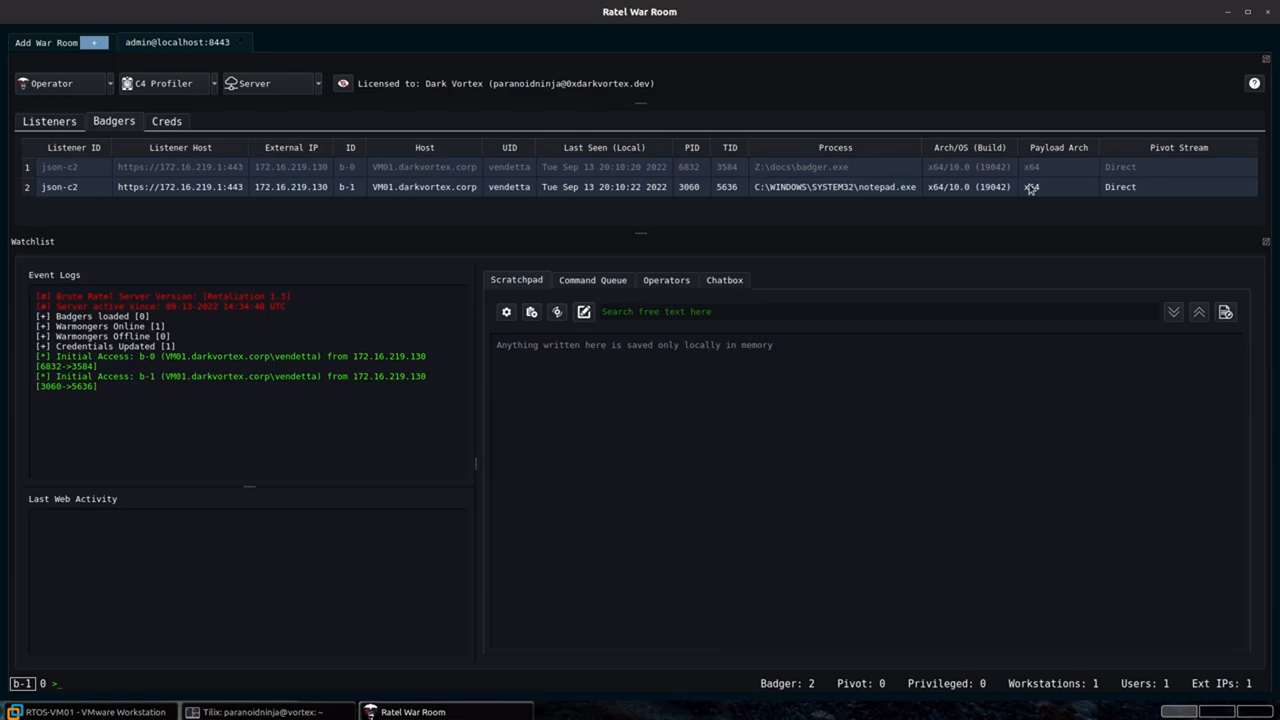 Ratel War Room
Add War Room +
admin@localhost:8443
Operator
C4 Profiler
Server
Licensed to: Dark Vortex (paranoidninja@0xdarkvortex.dev)
?
Listeners Badgers Creds
Listener ID Listener Host External IP ID Host UID Last Seen (Local) PID TID Process Arch/OS (Build) Payload Arch Pivot Stream
1 json-c2 https://172.16.219.1:443 172.16.219.130 b-0 VM01.darkvortex.corp vendetta Tue Sep 13 20:10:20 2022 6832 3584 Z:\docs\badger.exe x64/10.0 (19042) x64 Direct
2 json-c2 https://172.16.219.1:443 172.16.219.130 b-1 VM01.darkvortex.corp vendetta Tue Sep 13 20:10:22 2022 3060 5636 C:\WINDOWS\SYSTEM32\notepad.exe x64/10.0 (19042) x64 Direct
Watchlist
Event Logs
[#] Brute Ratel Server Version: [Retaliation 1.3]
[#] Server active since: 09-13-2022 14:34:48 UTC
[+] Badgers loaded [0]
[+] Warmongers Online [1]
[+] Warmongers Offline [0]
[+] Credentials Updated [1]
[*] Initial Access: b-0 (VM01.darkvortex.corp\vendetta) from 172.16.219.130
[6832->3584]
[*] Initial Access: b-1 (VM01.darkvortex.corp\vendetta) from 172.16.219.130
[3060->5636]
Last Web Activity
Scratchpad Command Queue Operators Chatbox
Search free text here
Anything written here is saved only locally in memory
b-1 0 >_
Badger: 2 Pivot: 0 Privileged: 0 Workstations: 1 Users: 1 Ext IPs: 1
RTOS-VM01 - VMware Workstation
Tilix: paranoidninja@vortex: ~
Ratel War Room